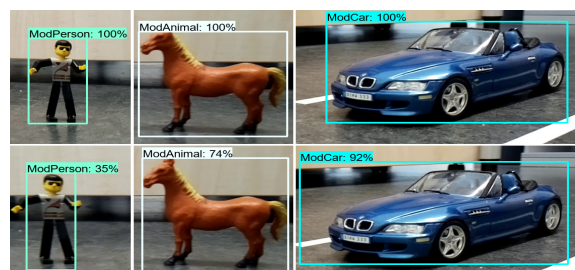 ModPerson: 100%
ModAnimal: 100%
ModCar: 100%
ModPerson: 35%
ModAnimal: 74%
ModCar: 92%